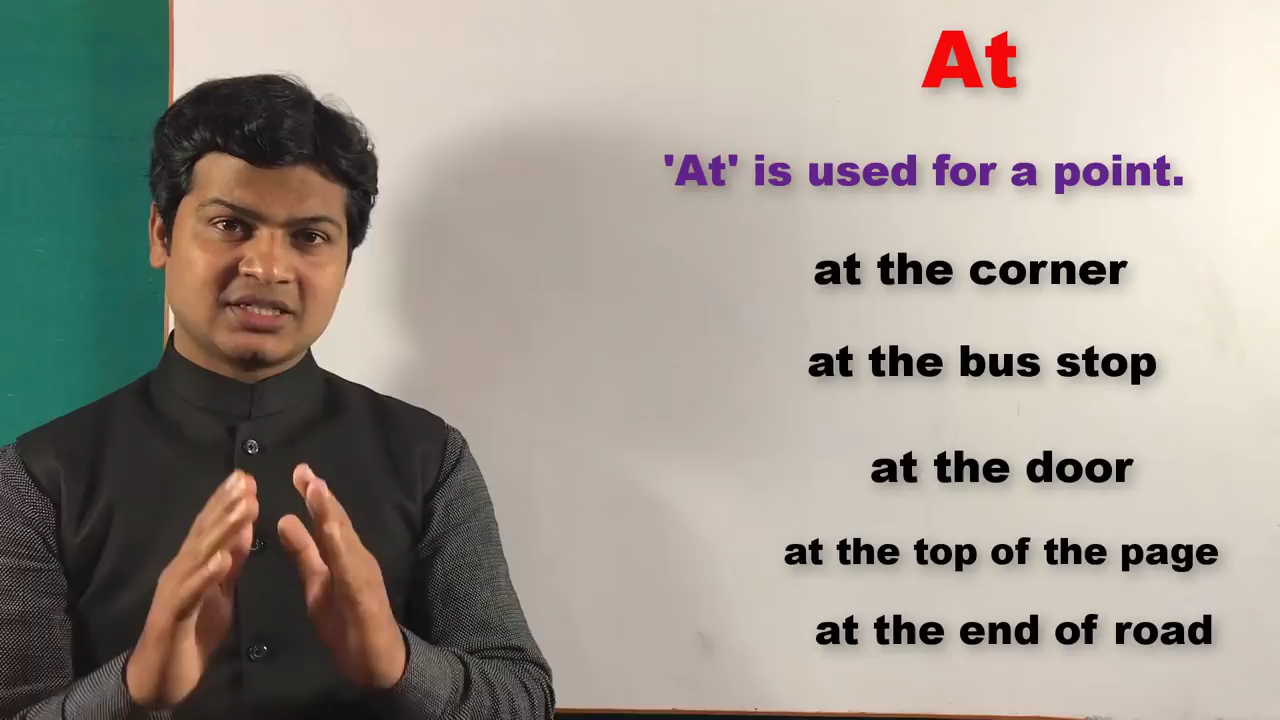 At
'At' is used for a point.
at the corner
at the bus stop
at the door
at the top of the page
at the end of road